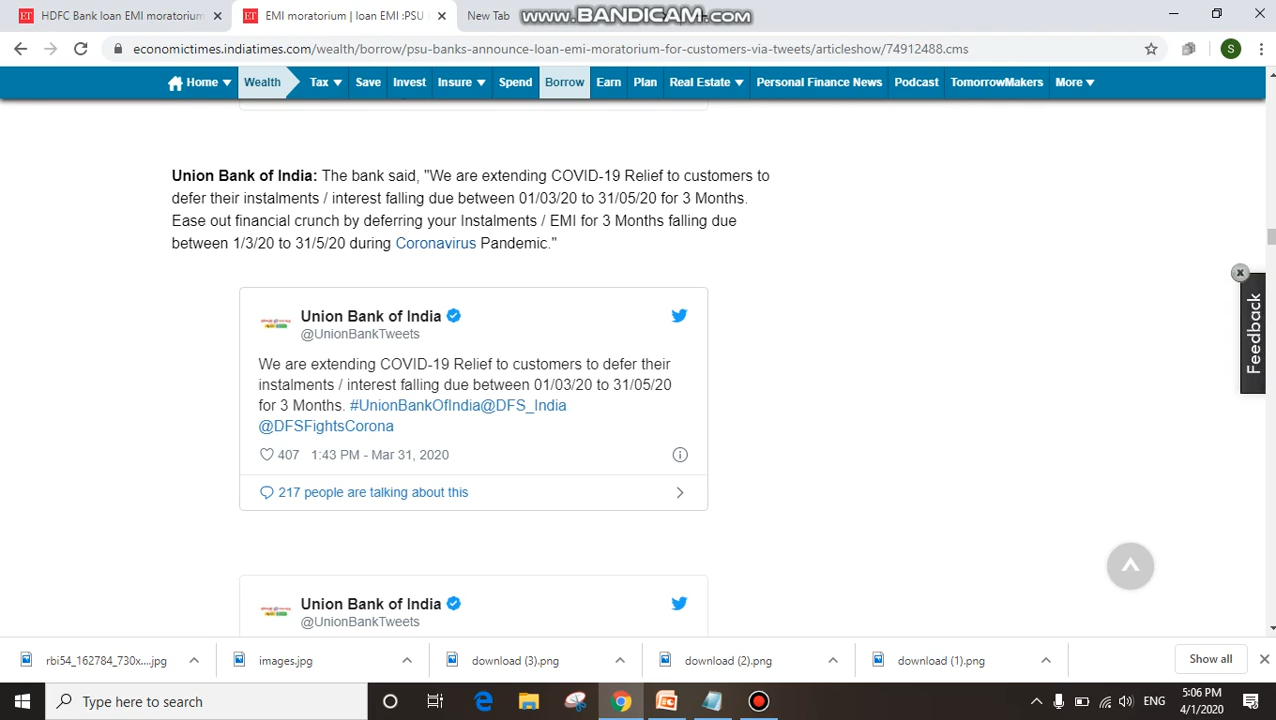 HDFC Bank loan EMI moratorium
EMI moratorium | loan EMI :PSU
New Tab
www.BANDICAM.com
economictimes.indiatimes.com/wealth/borrow/psu-banks-announce-loan-emi-moratorium-for-customers-via-tweets/articleshow/74912488.cms
S
Home Wealth Tax Save Invest Insure Spend Borrow Earn Plan Real Estate Personal Finance News Podcast TomorrowMakers More
Union Bank of India: The bank said, "We are extending COVID-19 Relief to customers to
defer their instalments / interest falling due between 01/03/20 to 31/05/20 for 3 Months.
Ease out financial crunch by deferring your Instalments / EMI for 3 Months falling due
between 1/3/20 to 31/5/20 during Coronavirus Pandemic."
Feedback
Union Bank of India
@UnionBankTweets
We are extending COVID-19 Relief to customers to defer their
instalments / interest falling due between 01/03/20 to 31/05/20
for 3 Months. #UnionBankOfIndia@DFS_India
@DFSFightsCorona
407 1:43 PM - Mar 31, 2020
217 people are talking about this
Union Bank of India
@UnionBankTweets
rbi54_162784_730x....jpg
images.jpg
download (3).png
download (2).png
download (1).png
Show all
Type here to search
ENG
5:06 PM
4/1/2020